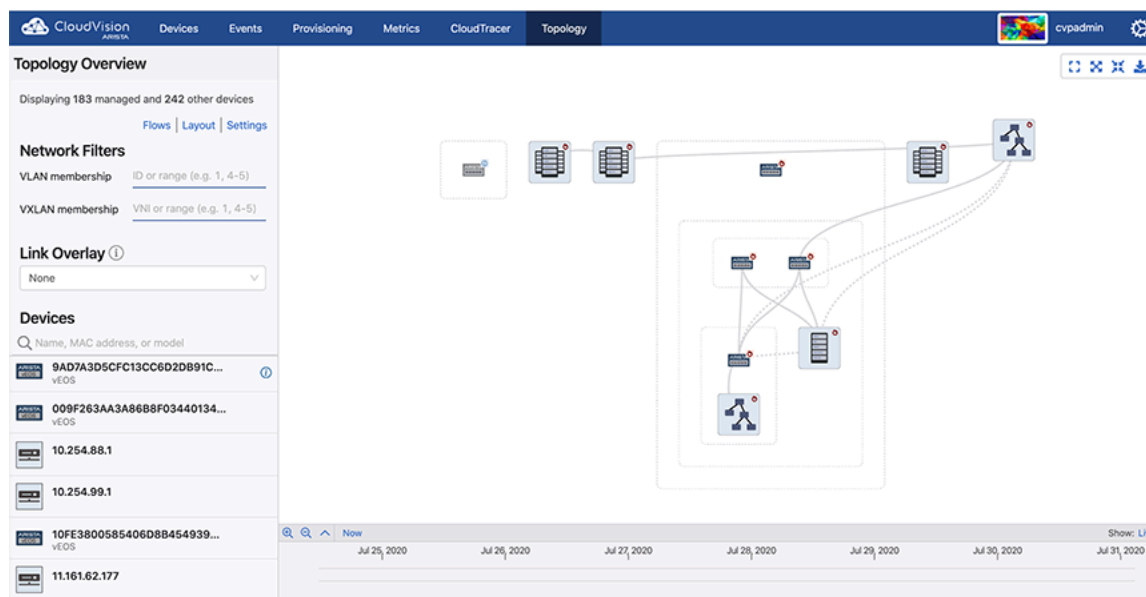 CloudVision
ARISTA
Devices
Events
Provisioning
Metrics
CloudTracer
Topology
cvpadmin
Topology Overview
Displaying 183 managed and 242 other devices
Flows | Layout | Settings
Network Filters
VLAN membership ID or range (e.g. 1, 4-5)
VXLAN membership VNI or range (e.g. 1, 4-5)
Link Overlay
None
Devices
Name, MAC address, or model
9AD7A3D5CFC13CC6D2DB91C...
vEOS
009F263AA3A86B8F03440134...
vEOS
10.254.88.1
10.254.99.1
10FE3800585406D8B454939...
vEOS
11.161.62.177
Now
Show: Li
Jul 25, 2020
Jul 26, 2020
Jul 27, 2020
Jul 28, 2020
Jul 29, 2020
Jul 30, 2020
Jul 31, 2020